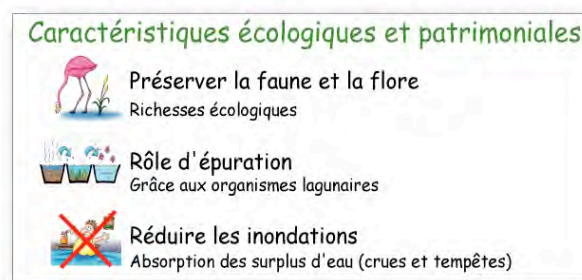 Caractéristiques écologiques et patrimoniales
Préserver la faune et la flore
Richesses écologiques
Rôle d'épuration
Grâce aux organismes lagunaires
Réduire les inondations
Absorption des surplus d'eau (crues et tempêtes)